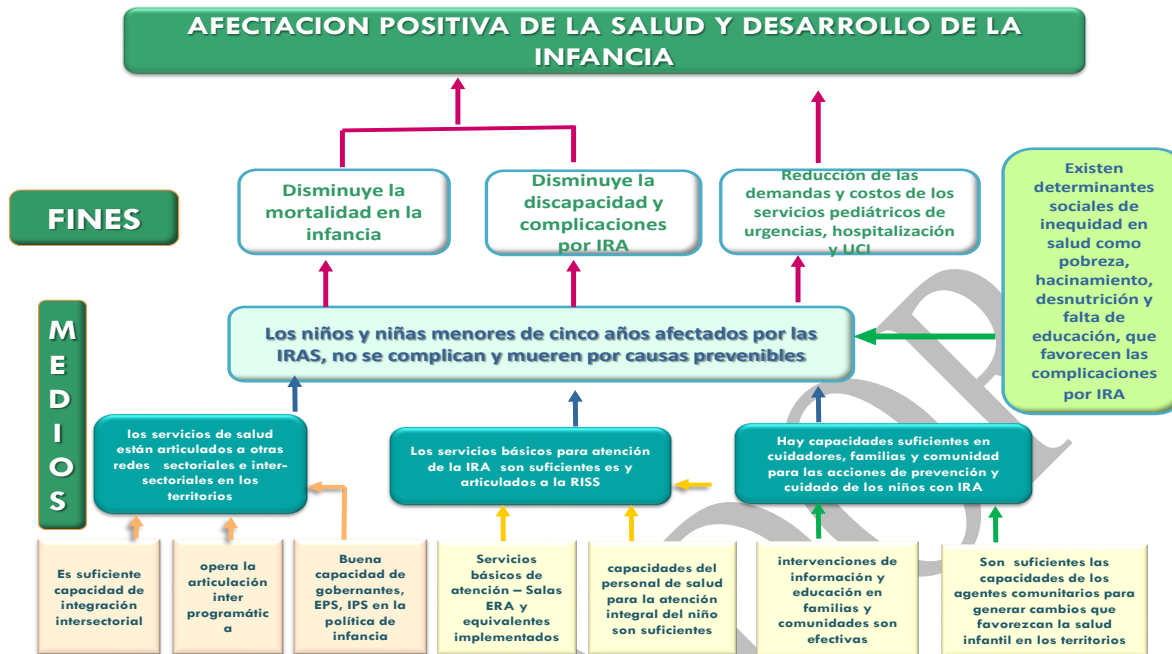 AFECTACION POSITIVA DE LA SALUD Y DESARROLLO DE LA
INFANCIA
FINES
Disminuye la
mortalidad en la
infancia
Disminuye la
discapacidad y
complicaciones
por IRA
Reducción de las
demandas y costos de los
servicios pediátricos de
urgencias, hospitalización
y UCI
Existen
determinantes
sociales de
inequidad en
salud como
pobreza,
hacinamiento,
desnutrición y
falta de
educación, que
favorecen las
complicaciones
por IRA
M
E
D
I
O
S
Los niños y niñas menores de cinco años afectados por las
IRAS, no se complican y mueren por causas prevenibles
los servicios de salud
están articulados a otras
redes sectoriales e inter-
sectoriales en los
territorios
Los servicios básicos para atención
de la IRA son suficientes es y
articulados a la RISS
Hay capacidades suficientes en
cuidadores, familias y comunidad
para las acciones de prevención y
cuidado de los niños con IRA
Es suficiente
capacidad de
integración
intersectorial
opera la
articulación
inter
programátic
a
Buena
capacidad de
gobernantes,
EPS, IPS en la
política de
infancia
Servicios
básicos de
atención – Salas
ERA y
equivalentes
implementados
capacidades del
personal de salud
para la atención
integral del niño
son suficientes
intervenciones de
información y
educación en
familias y
comunidades son
efectivas
Son suficientes las
capacidades de los
agentes comunitarios para
generar cambios que
favorezcan la salud
infantil en los territorios